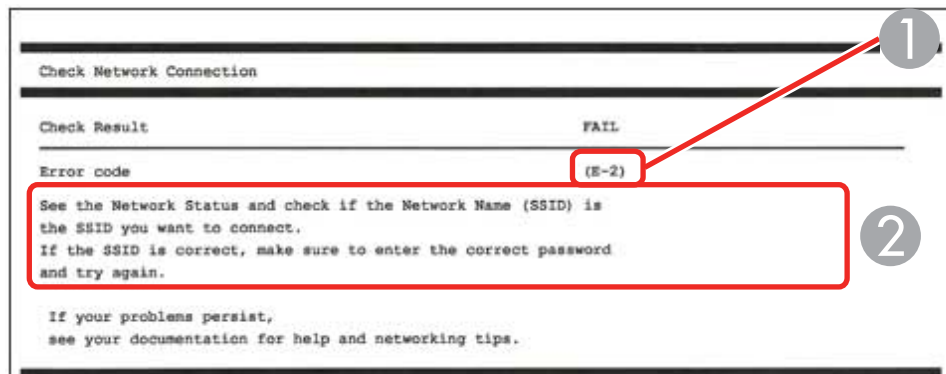 1
Check Network Connection
Check Result FAIL
Error code (E-2)
See the Network Status and check if the Network Name (SSID) is
the SSID you want to connect.
If the SSID is correct, make sure to enter the correct password
and try again.
2
If your problems persist,
see your documentation for help and networking tips.